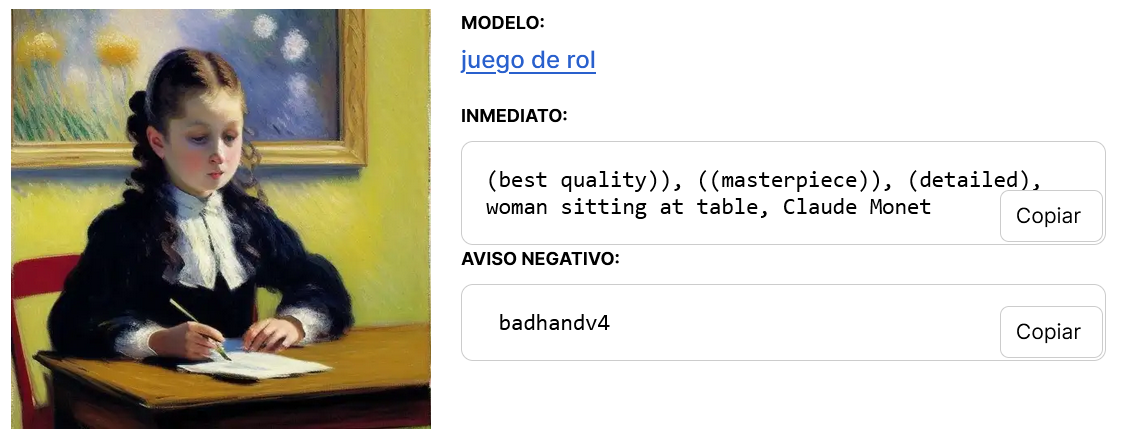 MODELO:
juego de rol
INMEDIATO:
(best quality)), ((masterpiece)), (detailed),
woman sitting at table, Claude Monet
Copiar
AVISO NEGATIVO:
badhandv4
Copiar